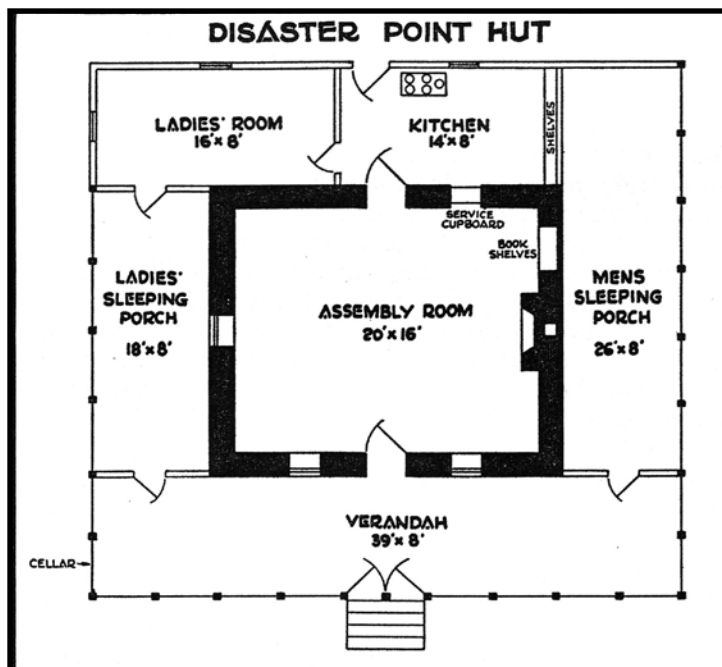 DISASTER POINT HUT
LADIES' ROOM
16'x 8'
KITCHEN
14'x 8'
SHELVES
SERVICE
CUPBOARD
BOOK
SHELVES
LADIES'
SLEEPING
PORCH
18'x 8'
ASSEMBLY ROOM
20'x 16'
MENS
SLEEPING
PORCH
26'x 8'
VERANDAH
39'x 8'
CELLAR